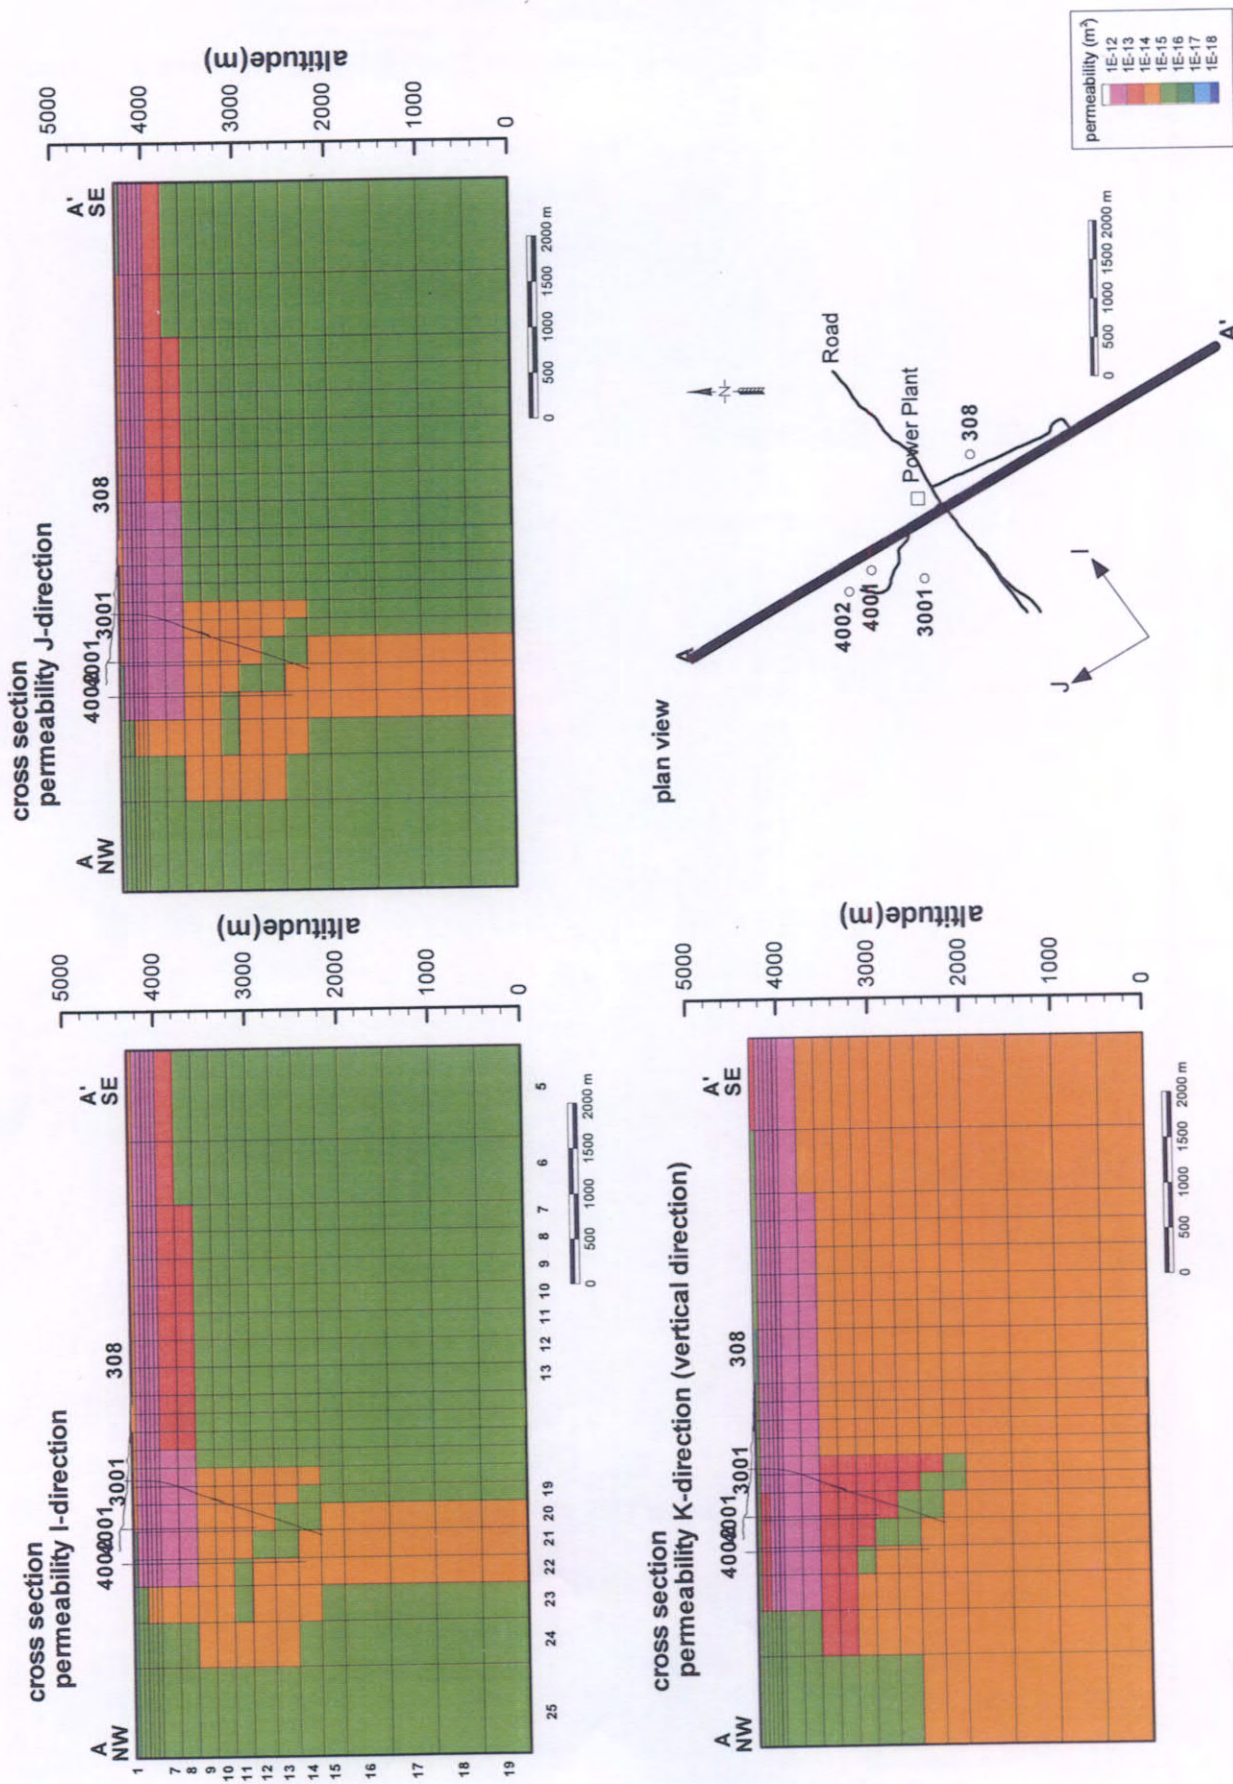 cross section
permeability I-direction
A
NW
4002
4001
3001
308
A'
SE
altitude(m)
5000
4000
3000
2000
1000
0
1
7
8
9
10
11
12
13
14
15
16
17
18
19
25
24
23
22
21
20
19
13
12
11
10
9
8
7
6
5
0 500 1000 1500 2000 m
cross section
permeability J-direction
A
NW
4002
4001
3001
308
A'
SE
altitude(m)
5000
4000
3000
2000
1000
0
0 500 1000 1500 2000 m
cross section
permeability K-direction (vertical direction)
A
NW
4002
4001
3001
308
A'
SE
altitude(m)
5000
4000
3000
2000
1000
0
0 500 1000 1500 2000 m
plan view
A
4002
4001
3001
Power Plant
Road
308
A'
-N-
J
I
0 500 1000 1500 2000 m
permeability (m²)
1E-12
1E-13
1E-14
1E-15
1E-16
1E-17
1E-18